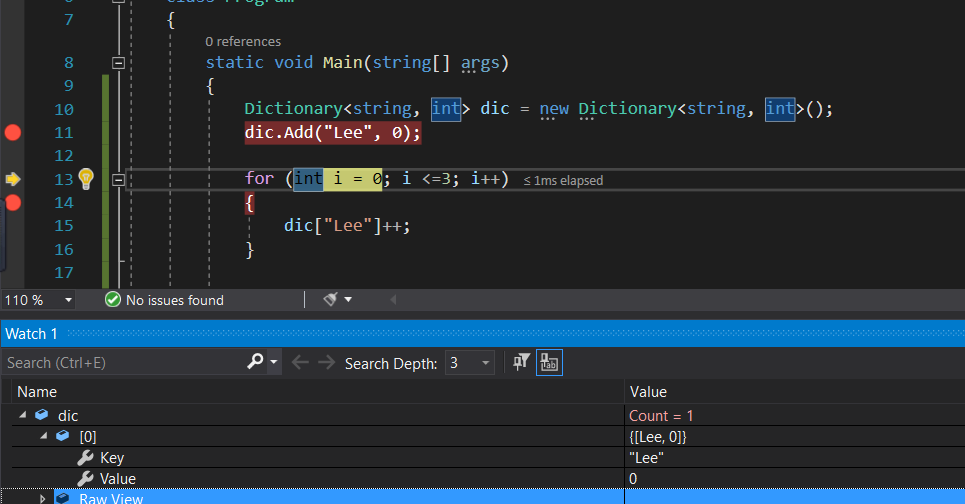 class Program
7 {
0 references
8 static void Main(string[] args)
9 {
10 Dictionary<string, int> dic = new Dictionary<string, int>();
11 dic.Add("Lee", 0);
12
13 for (int i = 0; i <=3; i++) ≤ 1ms elapsed
14 {
15 dic["Lee"]++;
16 }
17
110 % No issues found
Watch 1
Search (Ctrl+E) Search Depth: 3
Name Value
dic Count = 1
[0] {[Lee, 0]}
Key "Lee"
Value 0
Raw View